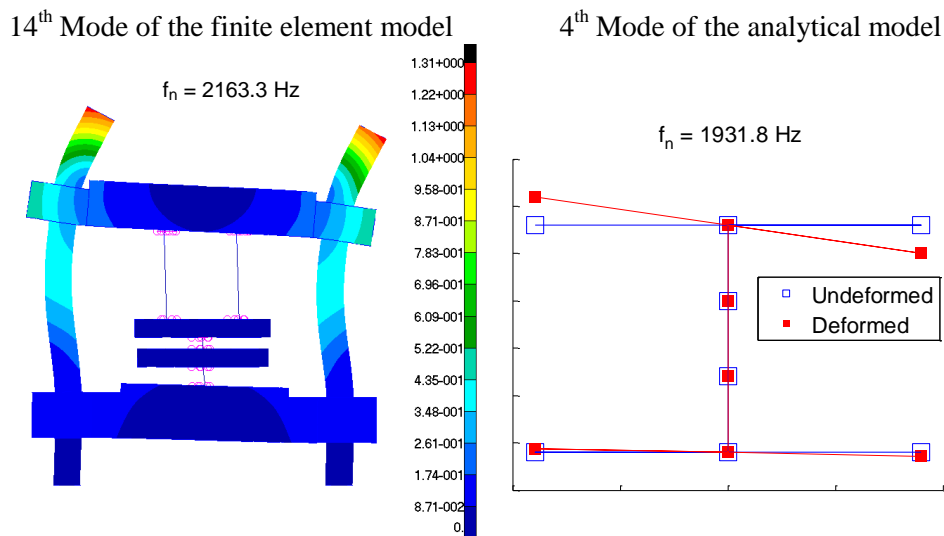 14th Mode of the finite element model
4th Mode of the analytical model
fn = 2163.3 Hz
1.31+000
1.22+000
1.13+000
1.04+000
9.58-001
8.71-001
7.83-001
6.96-001
6.09-001
5.22-001
4.35-001
3.48-001
2.61-001
1.74-001
8.71-002
0.
fn = 1931.8 Hz
Undeformed
Deformed